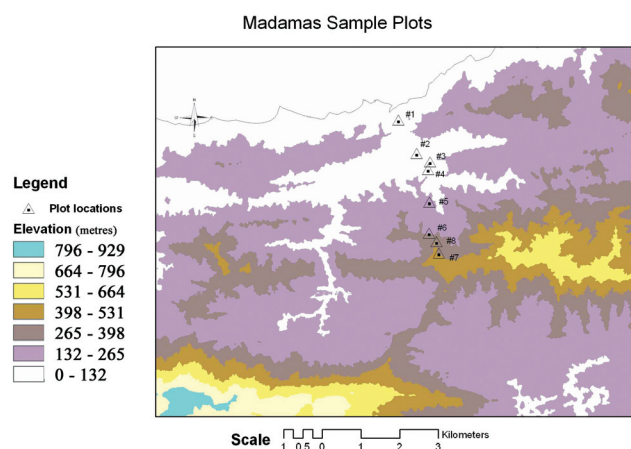 Madamas Sample Plots
N
#1
#2
#3
#4
#5
#6
#8
#7
Legend
Plot locations
Elevation (metres)
796 - 929
664 - 796
531 - 664
398 - 531
265 - 398
132 - 265
0 - 132
Scale
1 0.5 0 1 2 3
Kilometers